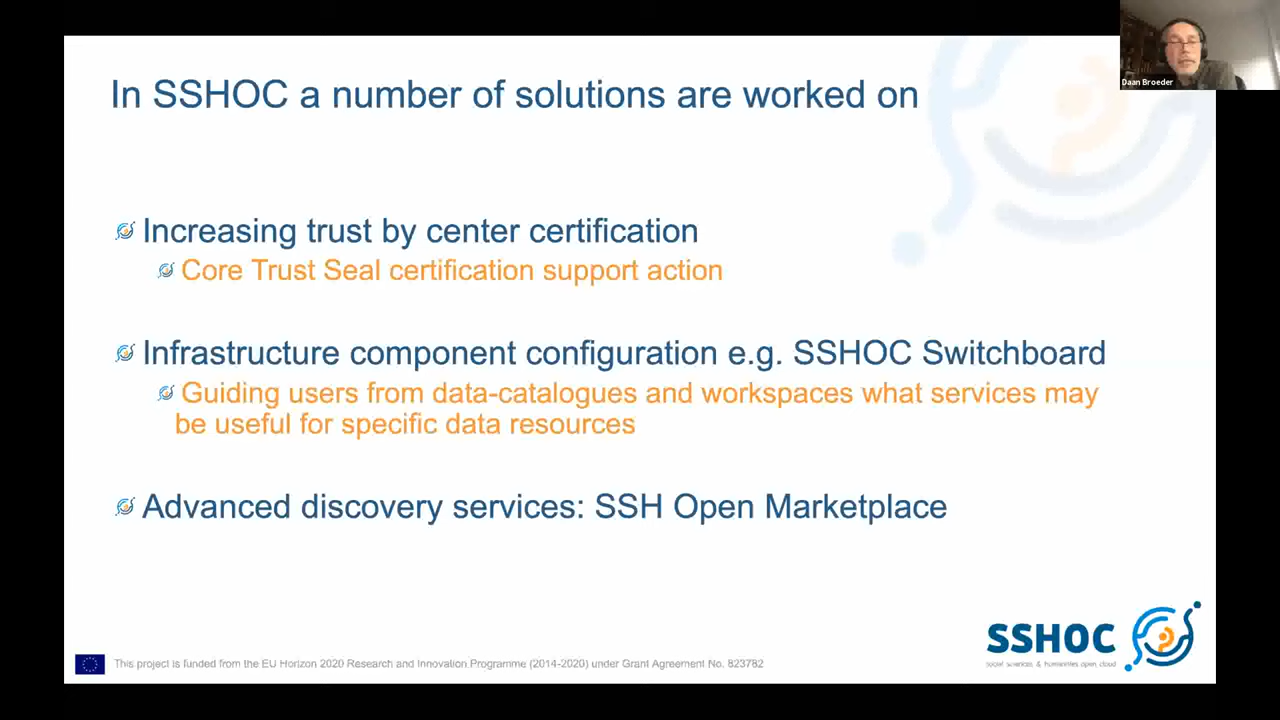 Daan Broeder
In SSHOC a number of solutions are worked on
Increasing trust by center certification
Core Trust Seal certification support action
Infrastructure component configuration e.g. SSHOC Switchboard
Guiding users from data-catalogues and workspaces what services may
be useful for specific data resources
Advanced discovery services: SSH Open Marketplace
SSHOC
social sciences & humanities open cloud
This project is funded from the EU Horizon 2020 Research and Innovation Programme (2014-2020) under Grant Agreement No. 823782